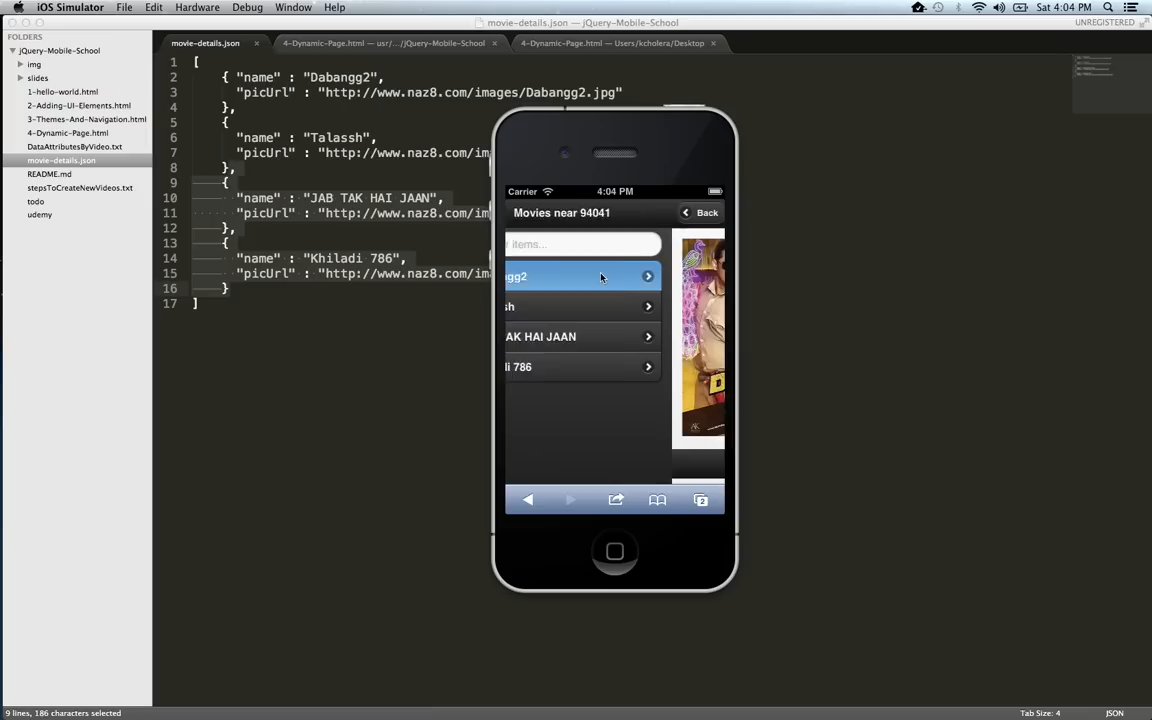 iOS Simulator File Edit Hardware Debug Window Help Sat 4:04 PM
movie-details.json — jQuery-Mobile-School UNREGISTERED
FOLDERS
jQuery-Mobile-School
img
slides
1-hello-world.html
2-Adding-UI-Elements.html
3-Themes-And-Navigation.html
4-Dynamic-Page.html
DataAttributesByVideo.txt
movie-details.json
README.md
stepsToCreateNewVideos.txt
todo
udemy
movie-details.json 4-Dynamic-Page.html — usr/.../jQuery-Mobile-School 4-Dynamic-Page.html — Users/kcholera/Desktop
1 [
2 { "name" : "Dabangg2",
3 "picUrl" : "http://www.naz8.com/images/Dabangg2.jpg"
4 },
5 {
6 "name" : "Talassh",
7 "picUrl" : "http://www.naz8.com/im
8 },
9 {
10 "name" : "JAB TAK HAI JAAN",
11 "picUrl" : "http://www.naz8.com/im
12 },
13 {
14 "name" : "Khiladi 786",
15 "picUrl" : "http://www.naz8.com/im
16 }
17 ]
Carrier 4:04 PM
Movies near 94041 Back
items...
ngg2
sh
AK HAI JAAN
di 786
2
9 lines, 186 characters selected Tab Size: 4 JSON